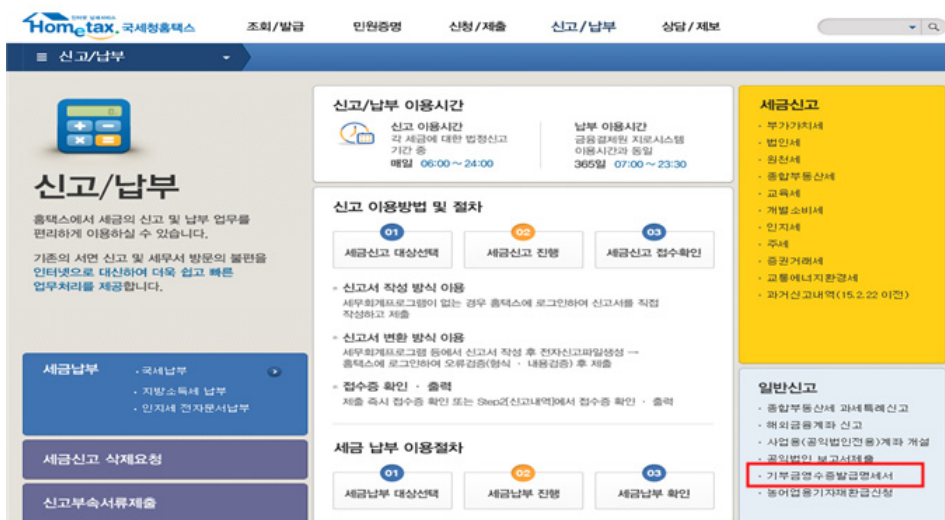 Hometax. 국세청홈택스
조회/발급
민원증명
신청/제출
신고/납부
상담/제보
신고/납부
신고/납부
홈택스에서 세금의 신고 및 납부 업무를
편리하게 이용하실 수 있습니다.
기존의 서면 신고 및 세무서 방문의 불편을
인터넷으로 대신하여 더욱 쉽고 빠른
업무처리를 제공합니다.
세금납부
· 국세납부
· 지방소득세 납부
· 인지세 전자문서납부
세금신고 삭제요청
신고부속서류제출
신고/납부 이용시간
신고 이용시간
각 세금에 대한 법정신고
기간 중
매일 06:00~24:00
납부 이용시간
금융결제원 지로시스템
이용시간과 동일
365일 07:00~23:30
신고 이용방법 및 절차
01
세금신고 대상선택
02
세금신고 진행
03
세금신고 접수확인
신고서 작성 방식 이용
세무회계프로그램이 없는 경우 홈택스에 로그인하여 신고서를 직접
작성하고 제출
신고서 변환 방식 이용
세무회계프로그램 등에서 신고서 작성 후 전자신고파일생성 →
홈택스에 로그인하여 오류검증(형식 · 내용검증) 후 제출
접수증 확인 · 출력
제출 즉시 접수증 확인 또는 Step2[신고내역]에서 접수증 확인 · 출력
세금 납부 이용절차
01
세금납부 대상선택
02
세금납부 진행
03
세금납부 확인
세금신고
· 부가가치세
· 법인세
· 원천세
· 종합부동산세
· 교육세
· 개별소비세
· 인지세
· 주세
· 증권거래세
· 교통에너지환경세
· 과거신고내역(15.2.22 이전)
일반신고
· 종합부동산세 과세특례신고
· 해외금융계좌 신고
· 사업용(공익법인전용)계좌 개설
· 공익법인 보고서제출
· 기부금영수증발급명세서
· 농어업용기자재환급신청